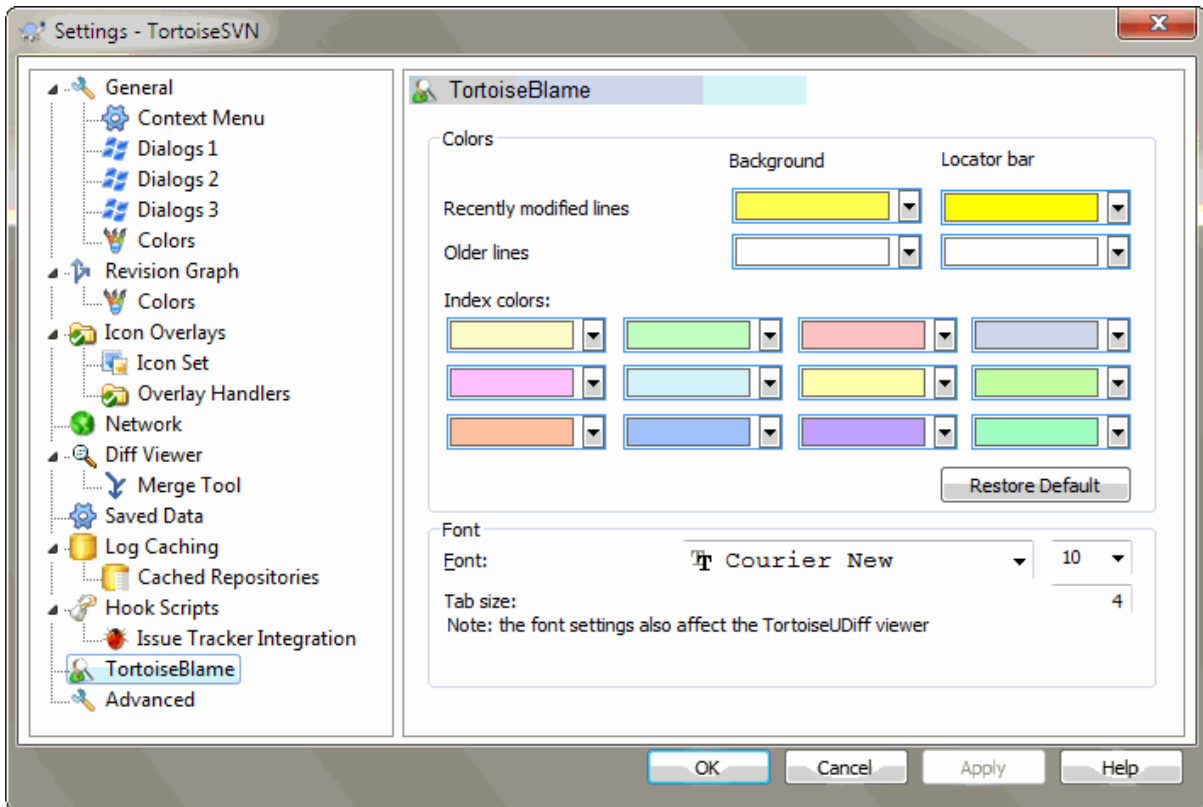 Settings - TortoiseSVN
General
Context Menu
Dialogs 1
Dialogs 2
Dialogs 3
Colors
Revision Graph
Colors
Icon Overlays
Icon Set
Overlay Handlers
Network
Diff Viewer
Merge Tool
Saved Data
Log Caching
Cached Repositories
Hook Scripts
Issue Tracker Integration
TortoiseBlame
Advanced
TortoiseBlame
Colors
Background Locator bar
Recently modified lines
Older lines
Index colors:
Restore Default
Font
Font: Courier New 10
Tab size: 4
Note: the font settings also affect the TortoiseUDiff viewer
OK Cancel Apply Help